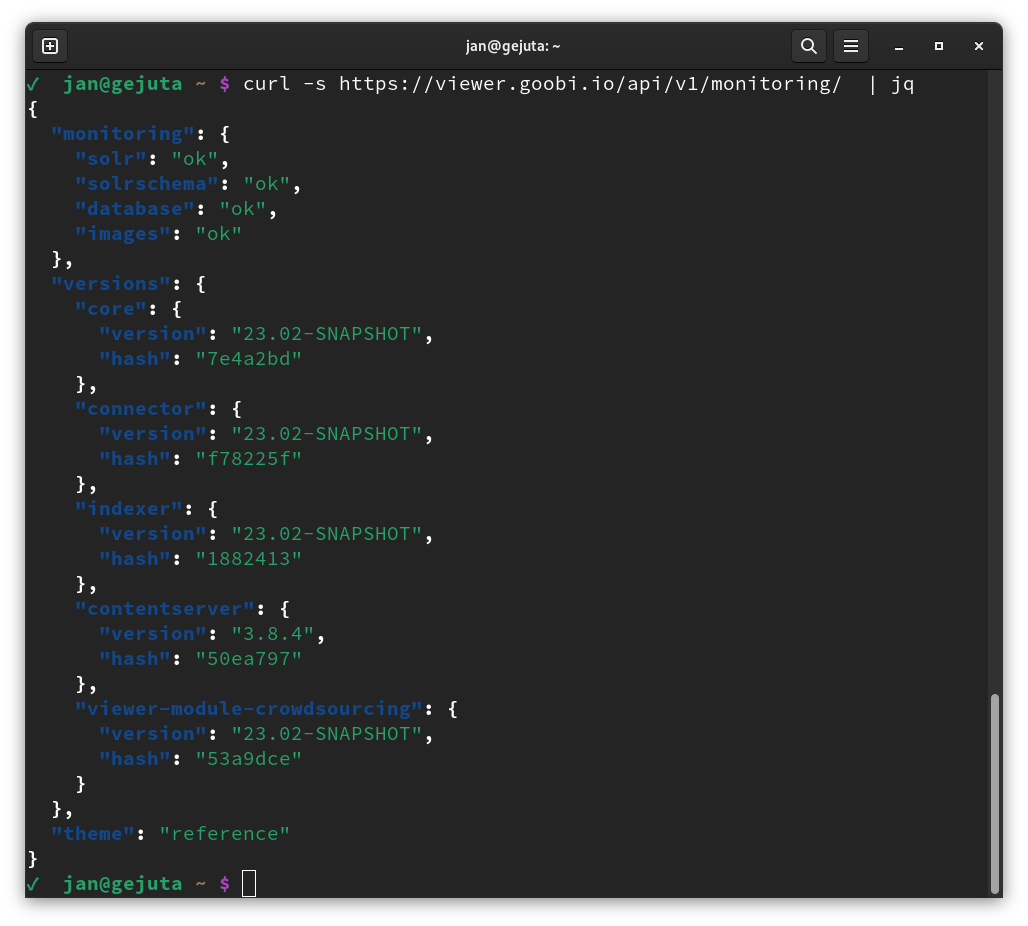 jan@gejuta: ~
✓  jan@gejuta ~ $ curl -s https://viewer.goobi.io/api/v1/monitoring/  | jq
{
  "monitoring": {
    "solr": "ok",
    "solrschema": "ok",
    "database": "ok",
    "images": "ok"
  },
  "versions": {
    "core": {
      "version": "23.02-SNAPSHOT",
      "hash": "7e4a2bd"
    },
    "connector": {
      "version": "23.02-SNAPSHOT",
      "hash": "f78225f"
    },
    "indexer": {
      "version": "23.02-SNAPSHOT",
      "hash": "1882413"
    },
    "contentserver": {
      "version": "3.8.4",
      "hash": "50ea797"
    },
    "viewer-module-crowdsourcing": {
      "version": "23.02-SNAPSHOT",
      "hash": "53a9dce"
    }
  },
  "theme": "reference"
}
✓  jan@gejuta ~ $